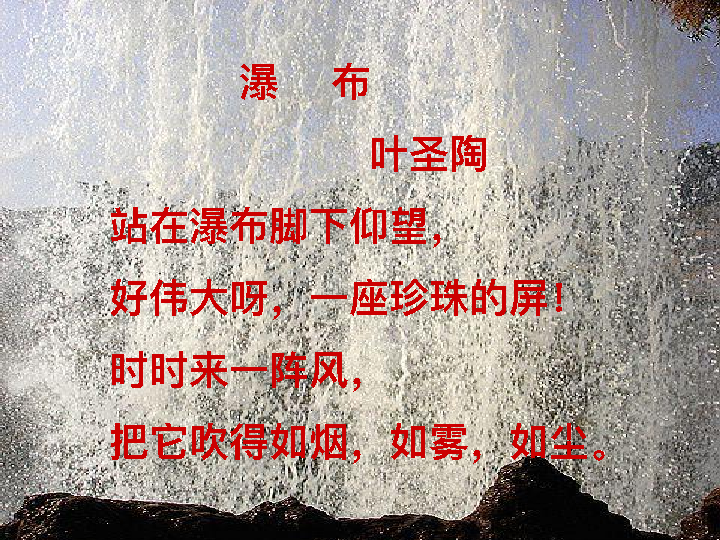 瀑 布
叶圣陶
站在瀑布脚下仰望，
好伟大呀，一座珍珠的屏！
时时来一阵风，
把它吹得如烟，如雾，如尘。